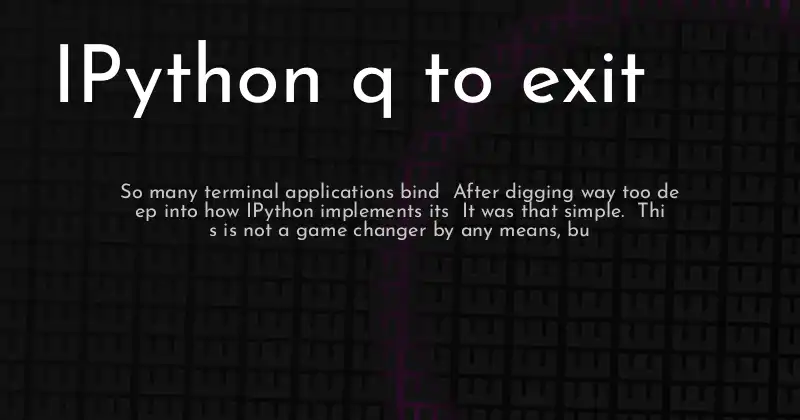 IPython q to exit
So many terminal applications bind  After digging way too de
ep into how IPython implements its  It was that simple.  Thi
s is not a game changer by any means, bu